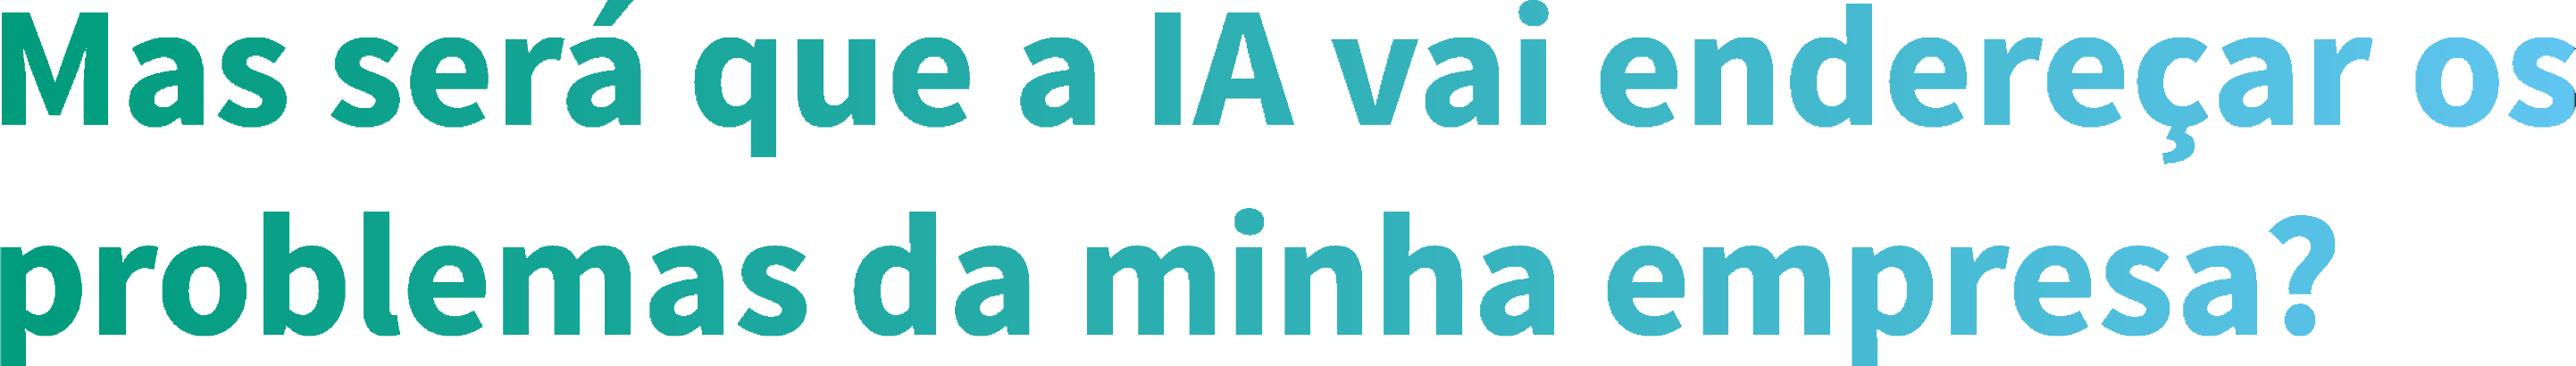 Mas será que a IA vai endereçar os
problemas da minha empresa?